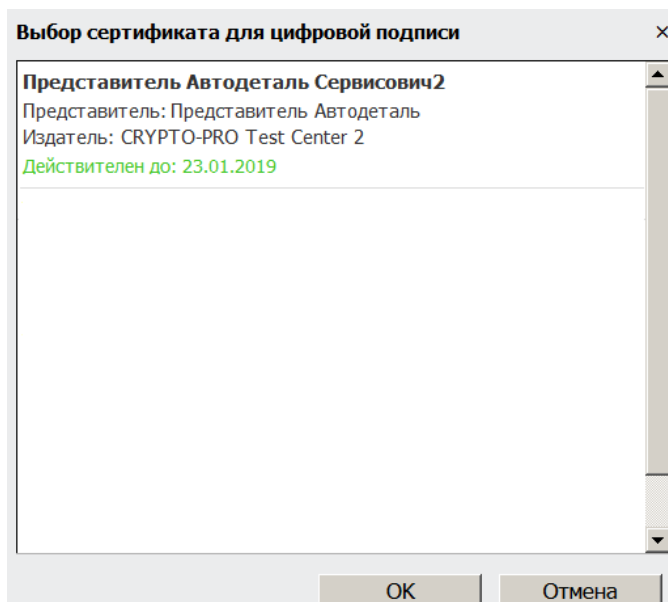 Выбор сертификата для цифровой подписи
Представитель Автодеталь Сервисович2
Представитель: Представитель Автодеталь
Издатель: CRYPTO-PRO Test Center 2
Действителен до: 23.01.2019
OK
Отмена